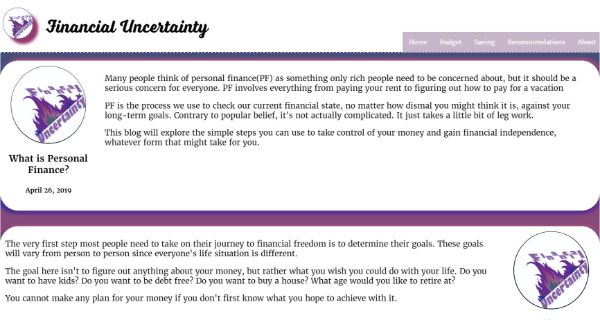 Financial Uncertainty
Home Budget Saving Recommendations About
Many people think of personal finance(PF) as something only rich people need to be concerned about, but it should be a
serious concern for everyone. PF involves everything from paying your rent to figuring out how to pay for a vacation
PF is the process we use to check our current financial state, no matter how dismal you might think it is, against your
long-term goals. Contrary to popular belief, it's not actually complicated. It just takes a little bit of leg work.
This blog will explore the simple steps you can use to take control of your money and gain financial independence,
whatever form that might take for you.
Uncertainty
What is Personal
Finance?
April 26, 2019
The very first step most people need to take on their journey to financial freedom is to determine their goals. These goals
will vary from person to person since everyone's life situation is different.
The goal here isn't to figure out anything about your money, but rather what you wish you could do with your life. Do you
want to have kids? Do you want to be debt free? Do you want to buy a house? What age would you like to retire at?
You cannot make any plan for your money if you don't first know what you hope to achieve with it.
Uncertainty